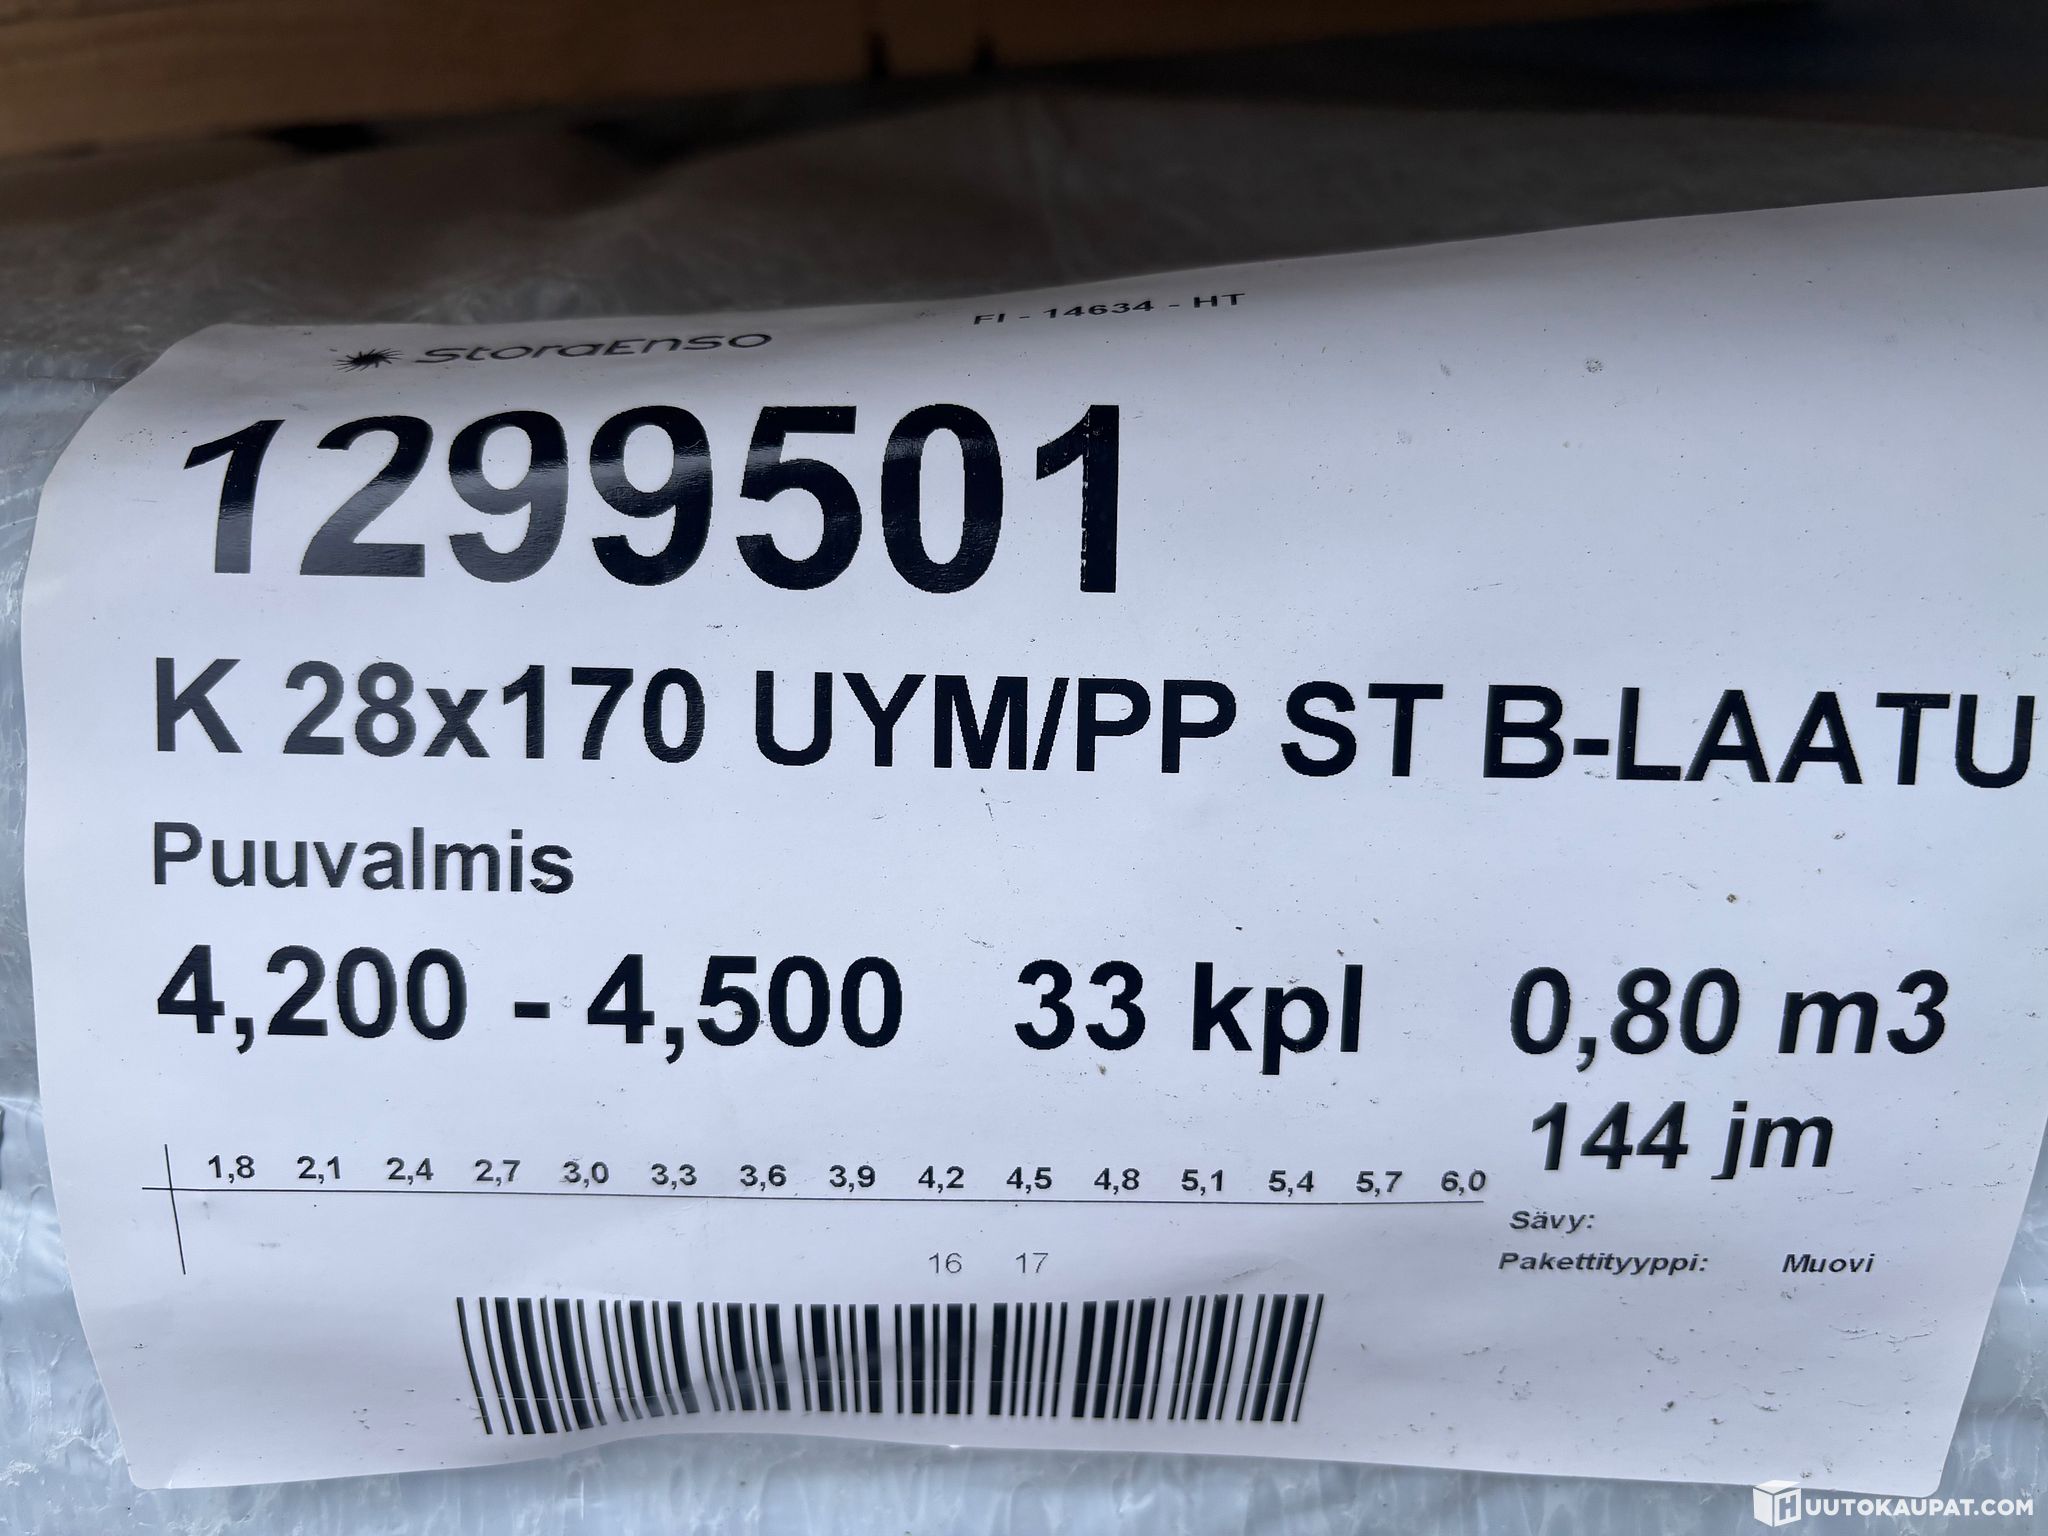 FI - 14634 - HT
storaenso
1299501
K 28x170 UYM/PP ST B-LAATU
Puuvalmis
4,200 - 4,500 33 kpl 0,80 m3
144 jm
1,8 2,1 2,4 2,7 3,0 3,3 3,6 3,9 4,2 4,5 4,8 5,1 5,4 5,7 6,0
Sävy:
16 17
Pakettityyppi: Muovi
HUUTOKAUPAT.COM